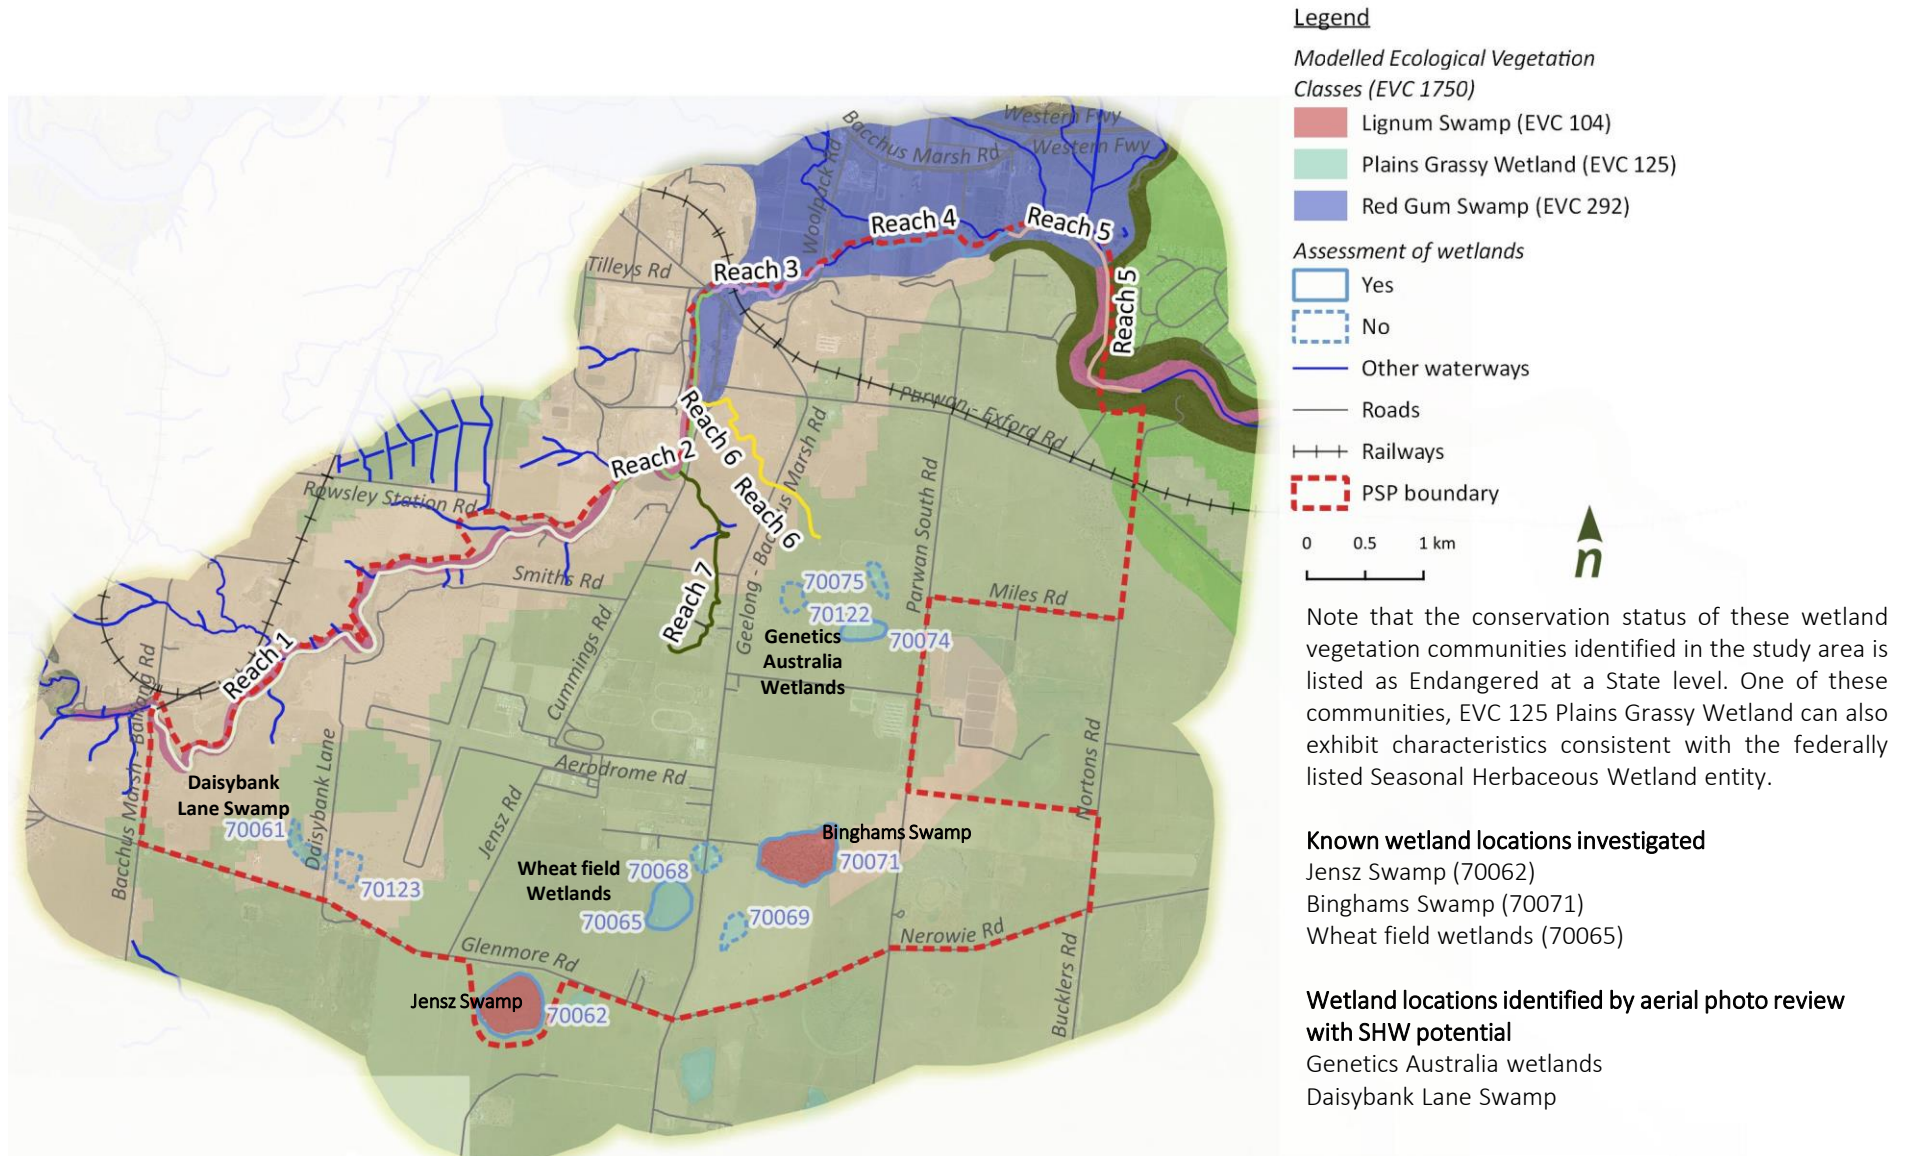 Legend
Modelled Ecological Vegetation
Classes (EVC 1750)
Lignum Swamp (EVC 104)
Plains Grassy Wetland (EVC 125)
Red Gum Swamp (EVC 292)
Assessment of wetlands
Yes
No
Other waterways
Roads
Railways
PSP boundary
0 0.5 1 km
n
Note that the conservation status of these wetland
vegetation communities identified in the study area is
listed as Endangered at a State level. One of these
communities, EVC 125 Plains Grassy Wetland can also
exhibit characteristics consistent with the federally
listed Seasonal Herbaceous Wetland entity.
Known wetland locations investigated
Jensz Swamp (70062)
Binghams Swamp (70071)
Wheat field wetlands (70065)
Wetland locations identified by aerial photo review
with SHW potential
Genetics Australia wetlands
Daisybank Lane Swamp
Western Fwy
Western Fwy
Bacchus Marsh Rd
Woolpack Rd
Reach 4
Reach 5
Reach 3
Tilleys Rd
Reach 5
Parwan - Exford Rd
Reach 6
Reach 2
Geelong - Bacchus Marsh Rd
Rowsley Station Rd
Reach 6
Parwan South Rd
Smiths Rd
Reach 7
70075
70122
Miles Rd
Genetics
Australia
Wetlands
70074
Reach 1
Cummings Rd
Bacchus Marsh - Balliang Rd
Daisybank Lane
Nortons Rd
Aerodrome Rd
Daisybank
Lane Swamp
70061
Jensz Rd
Binghams Swamp
70071
Wheat field
Wetlands
70068
70123
70065
70069
Nerowie Rd
Glenmore Rd
Bucklers Rd
Jensz Swamp
70062